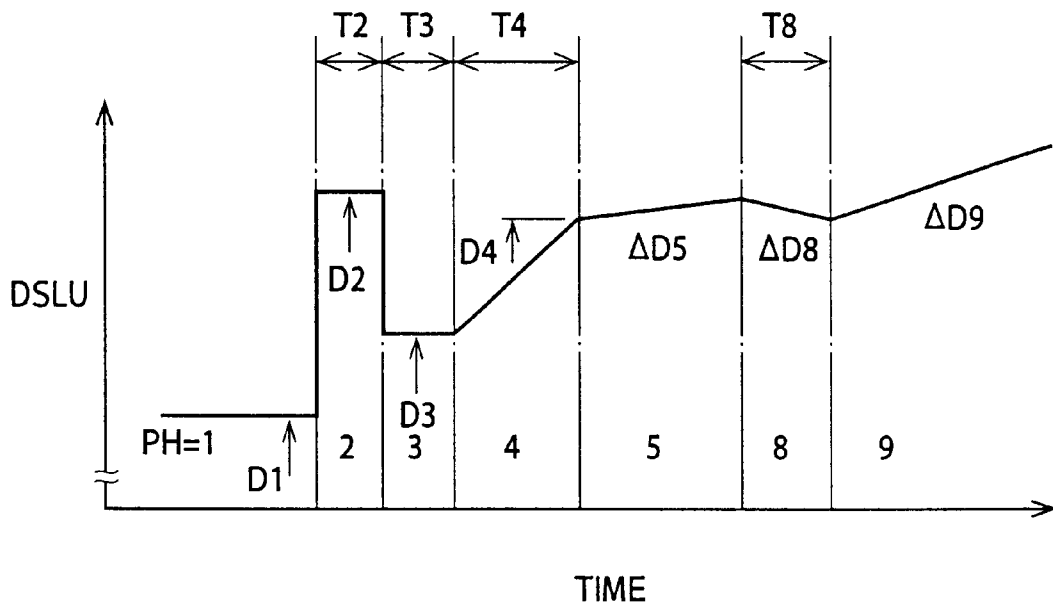 T2 T3 T4 T8
D4 ΔD5 ΔD8 ΔD9
D2
DSLU
D3
PH=1 2 3 4 5 8 9
D1
TIME